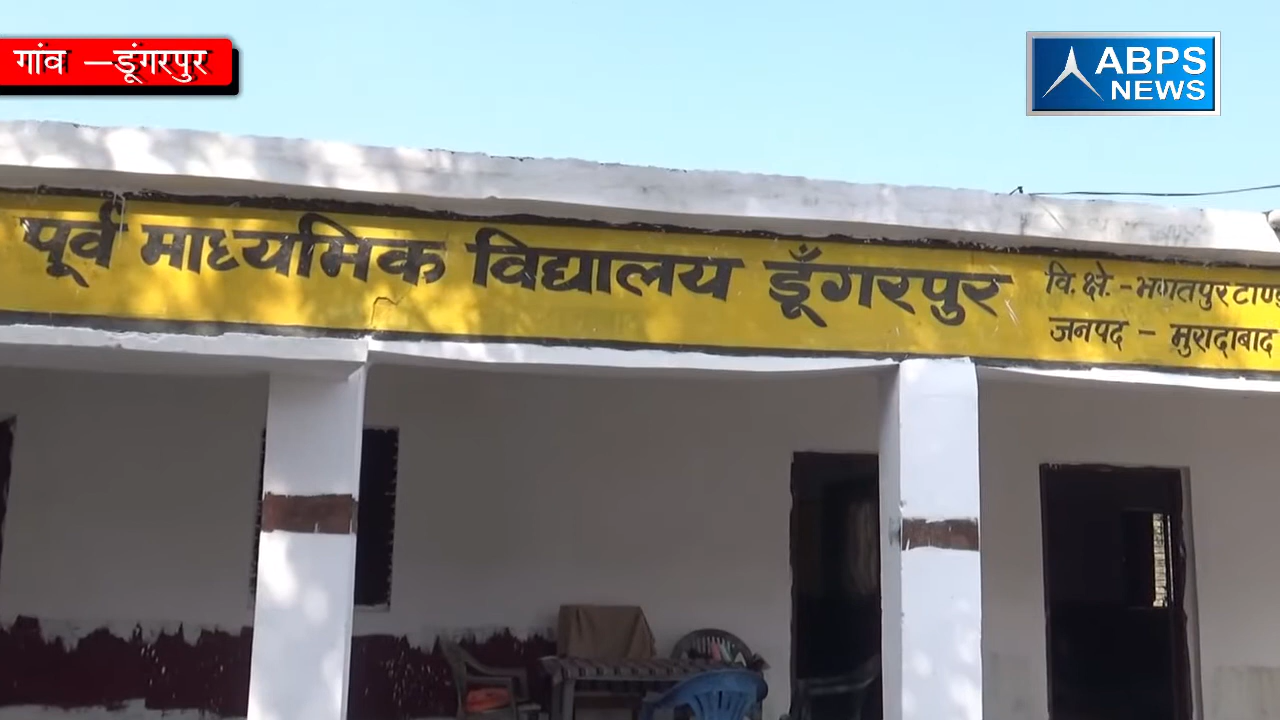 गांव –डूंगरपुर
ABPS
NEWS
पूर्व माध्यमिक विद्यालय डूँगरपुर
वि. क्षे. - भगतपुर
जनपद - मुरादाबाद